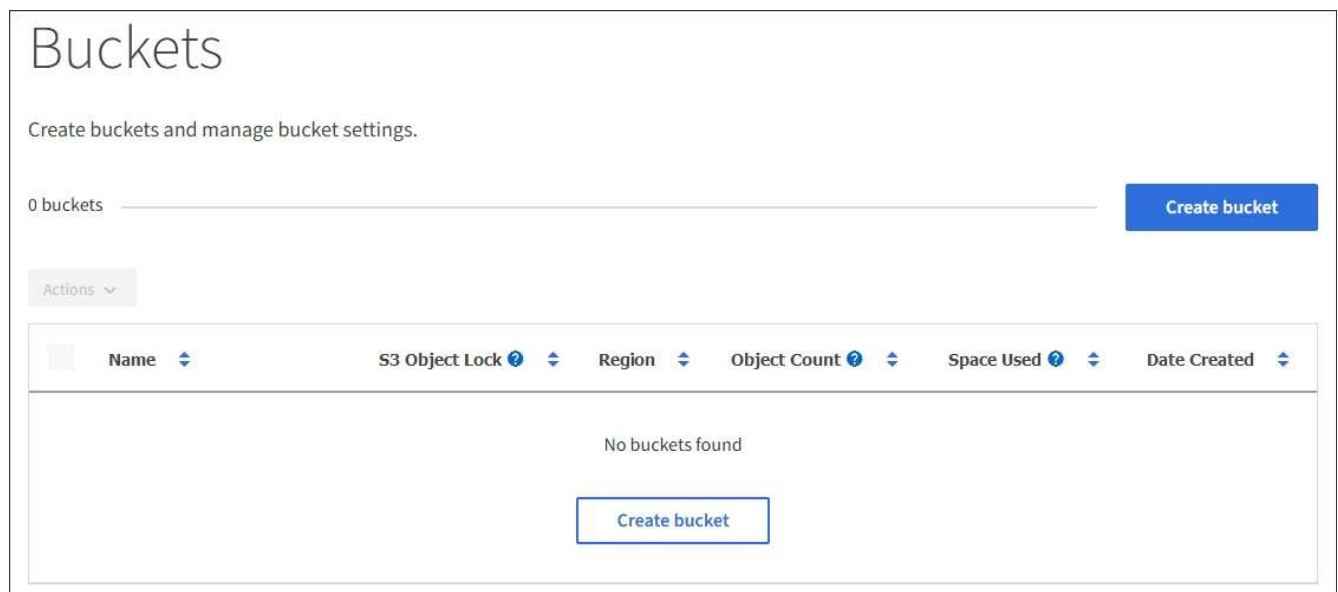 Buckets
Create buckets and manage bucket settings.
0 buckets
Create bucket
Actions
Name S3 Object Lock ? Region Object Count ? Space Used ? Date Created
No buckets found
Create bucket